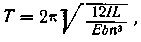 T = 2π √(12IL / Ebn³) ,